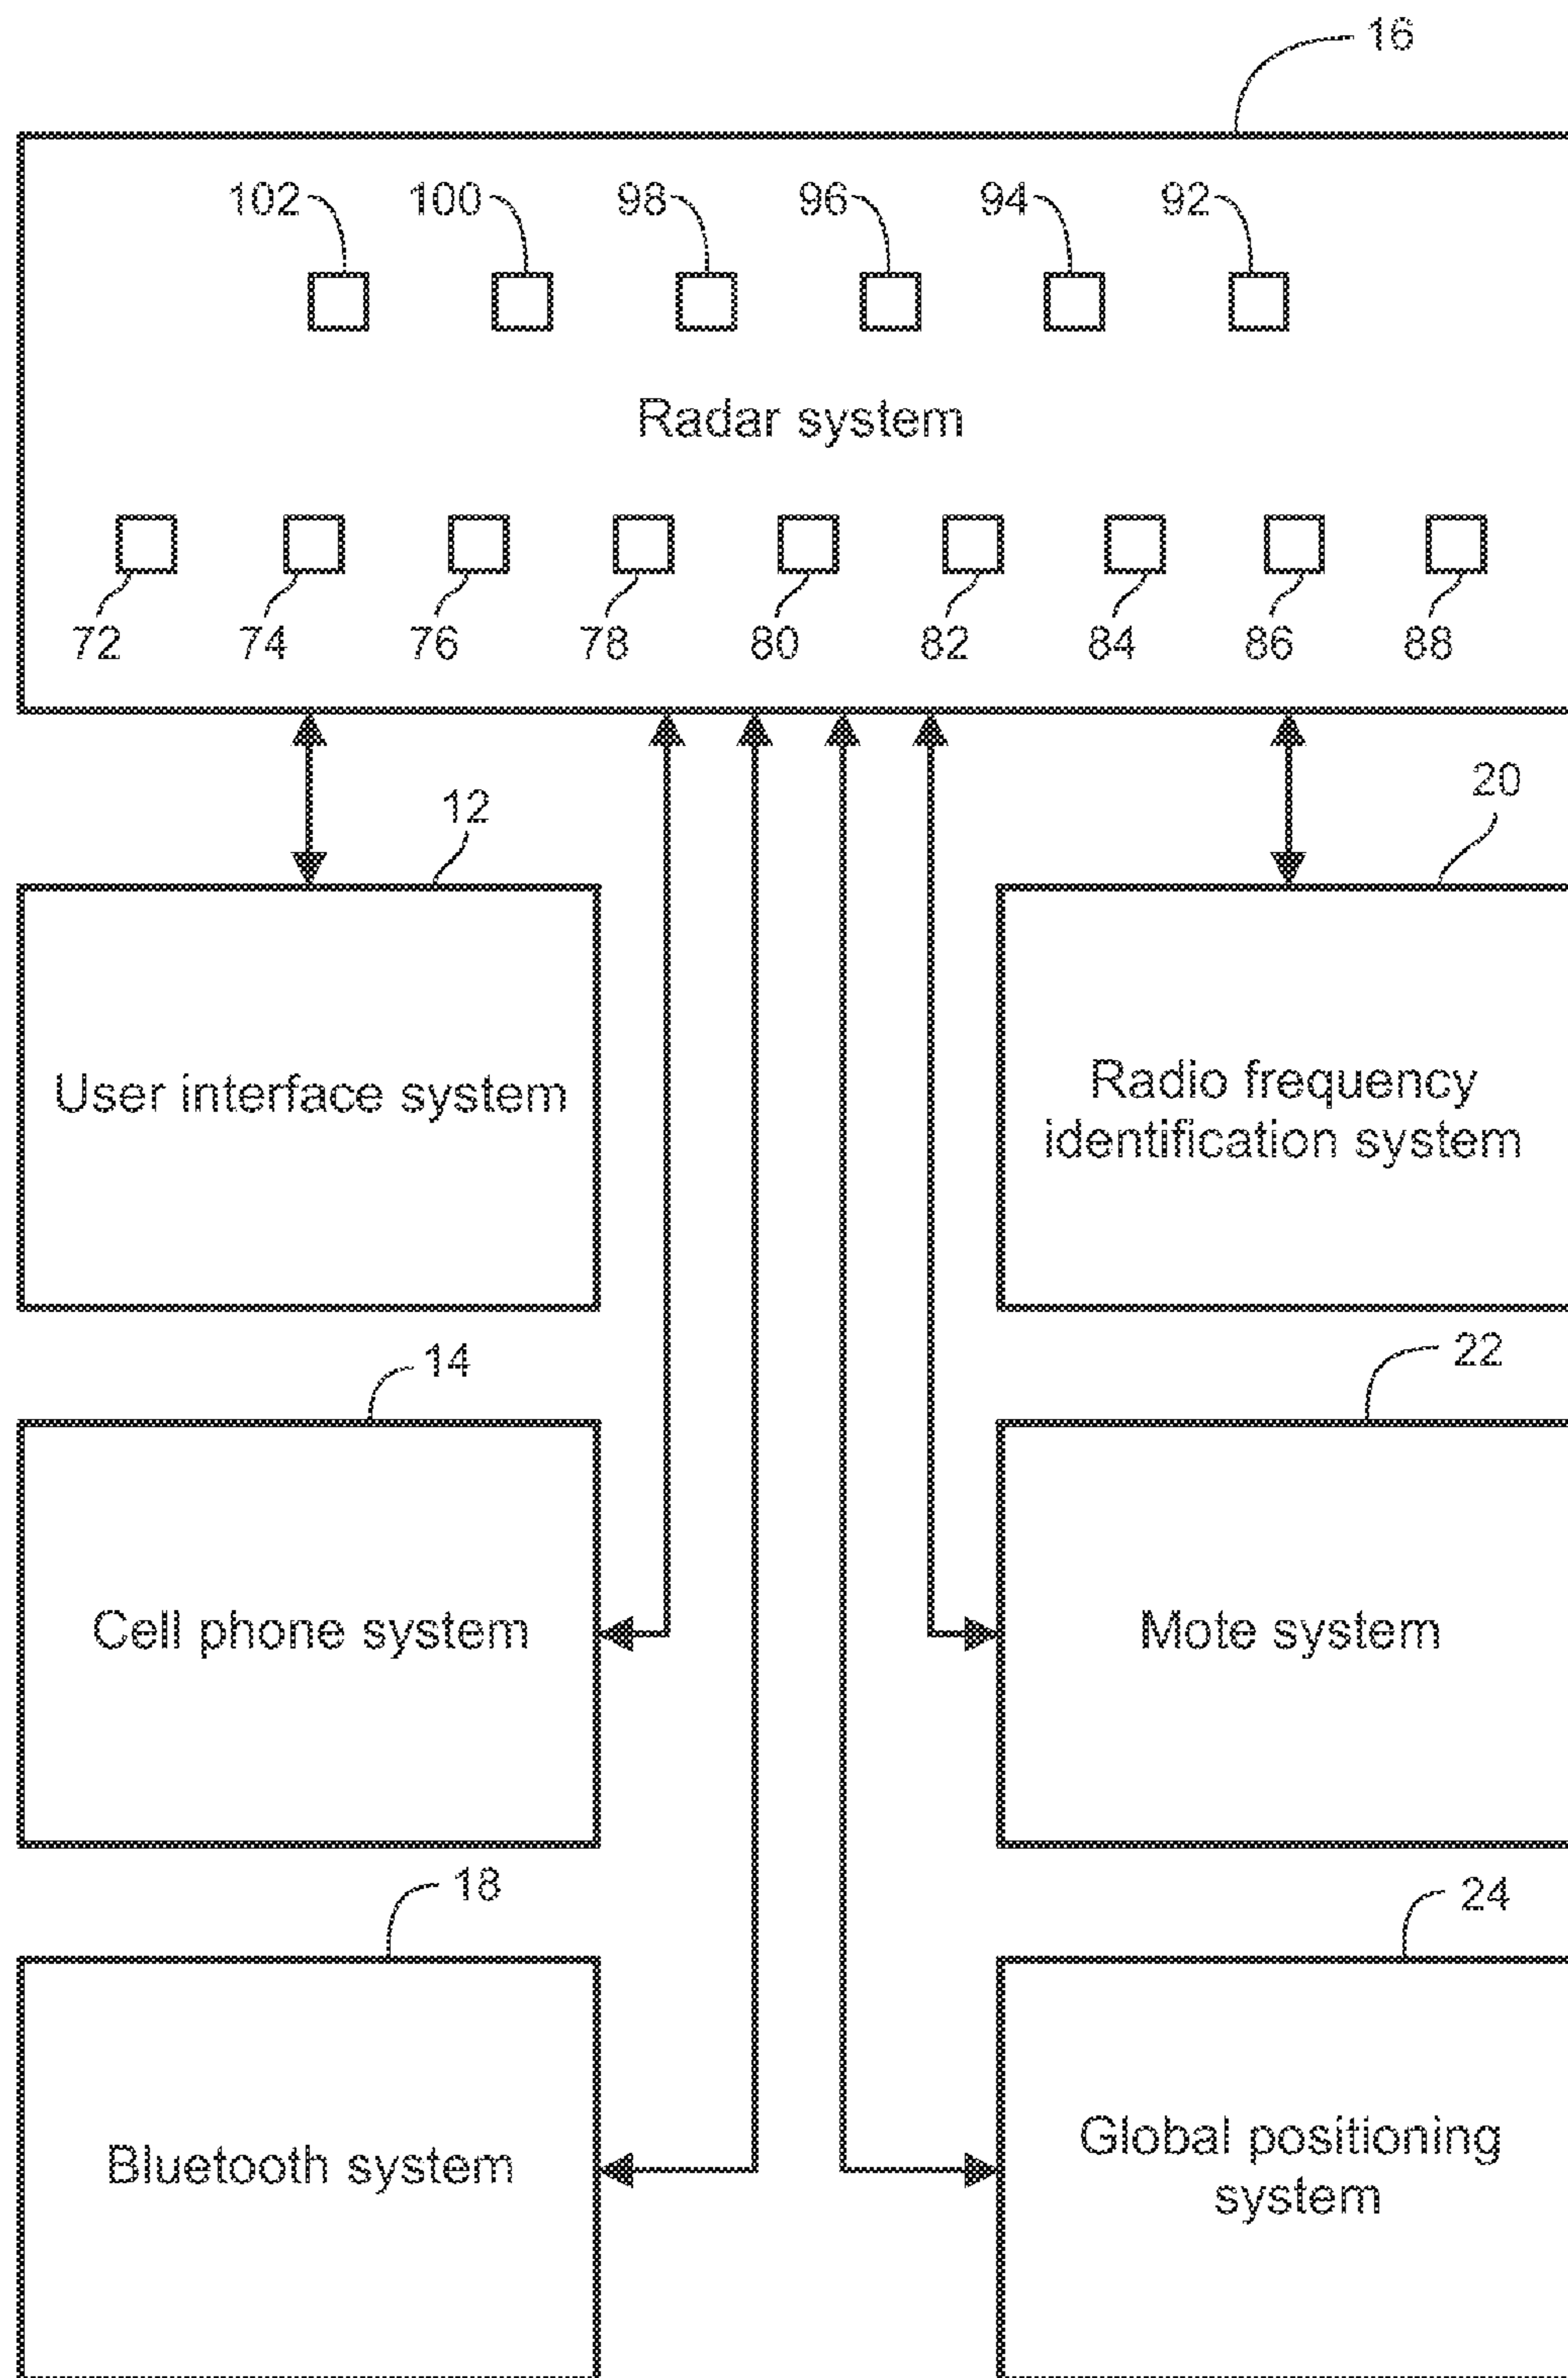 16
102 100 98 96 94 92
Radar system
72 74 76 78 80 82 84 86 88
12
20
User interface system
Radio frequency
identification system
14
22
Cell phone system
Mote system
18
24
Bluetooth system
Global positioning
system